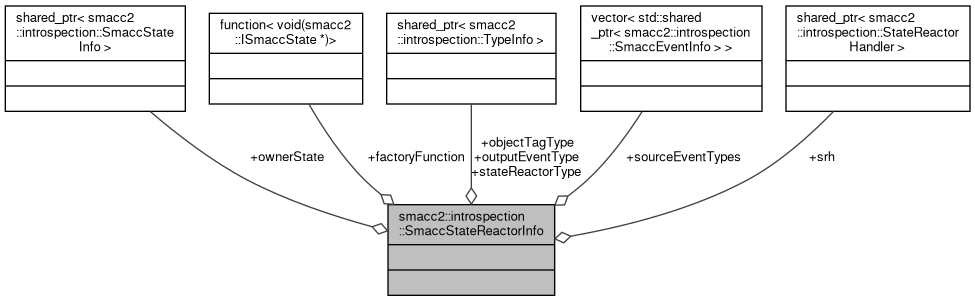 shared_ptr< smacc2
::introspection::SmaccState
Info >
function< void(smacc2
::ISmaccState *)>
shared_ptr< smacc2
::introspection::TypeInfo >
vector< std::shared
_ptr< smacc2::introspection
::SmaccEventInfo > >
shared_ptr< smacc2
::introspection::StateReactor
Handler >
+ownerState
+factoryFunction
+objectTagType
+outputEventType
+stateReactorType
+sourceEventTypes
+srh
smacc2::introspection
::SmaccStateReactorInfo